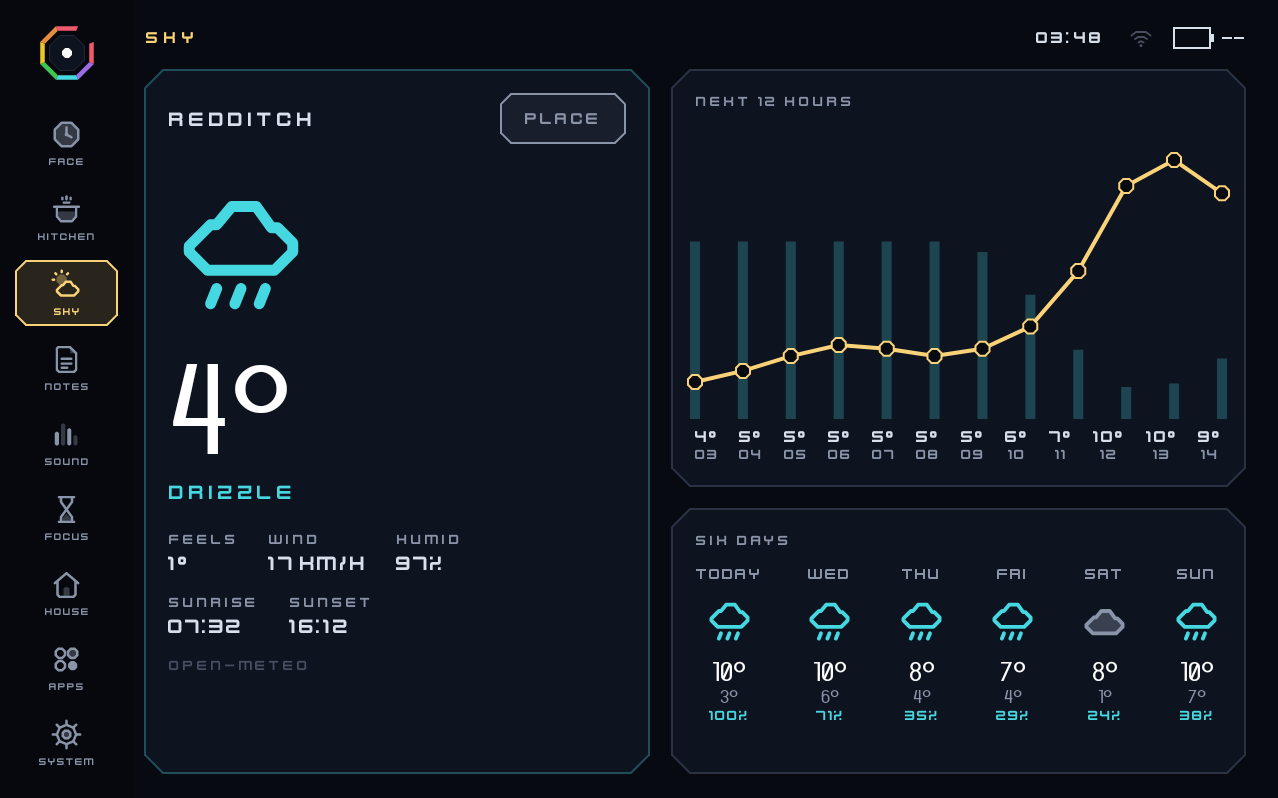 SKY
03:48
--
FACE
KITCHEN
SKY
NOTES
SOUND
FOCUS
HOUSE
APPS
SYSTEM
REDDITCH
PLACE
4°
DRIZZLE
FEELS WIND HUMID
1° 17 KM/H 97%
SUNRISE SUNSET
07:32 16:12
OPEN-METEO
NEXT 12 HOURS
4° 5° 5° 5° 5° 5° 5° 6° 7° 10° 10° 9°
03 04 05 06 07 08 09 10 11 12 13 14
SIX DAYS
TODAY WED THU FRI SAT SUN
10° 10° 8° 7° 8° 10°
3° 6° 4° 4° 1° 7°
100% 71% 35% 29% 24% 38%